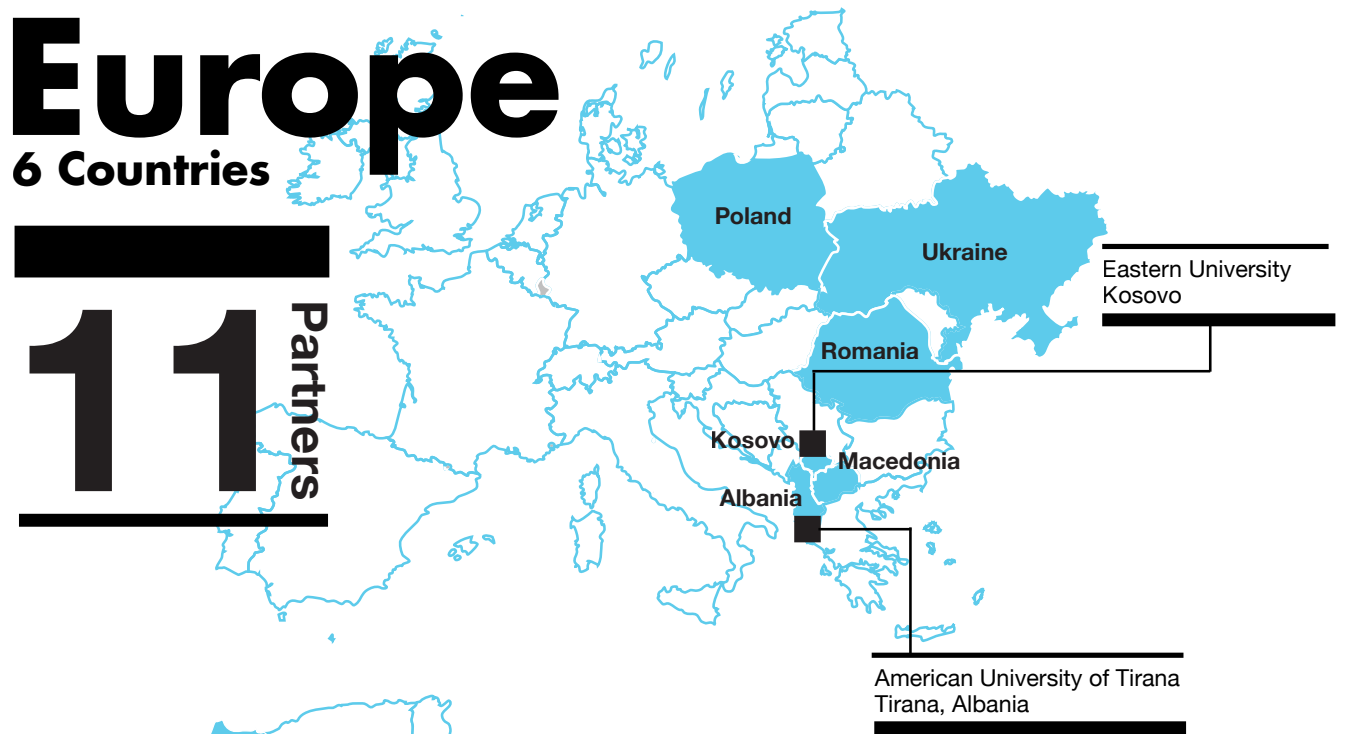 Europe
6 Countries
11
Partners
Poland
Ukraine
Eastern University
Kosovo
Romania
Kosovo
Macedonia
Albania
American University of Tirana
Tirana, Albania